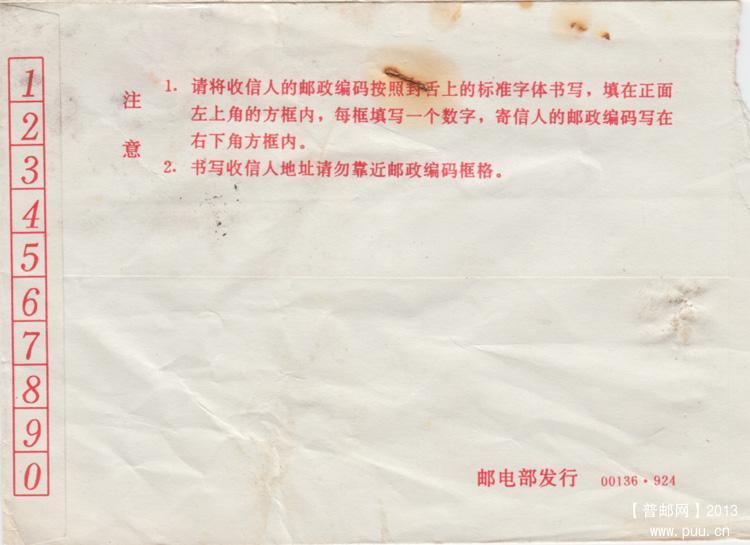 1
2
3
4
5
6
7
8
9
0
注
意
1. 请将收信人的邮政编码按照封舌上的标准字体书写，填在正面
左上角的方框内，每框填写一个数字，寄信人的邮政编码写在
右下角方框内。
2. 书写收信人地址请勿靠近邮政编码框格。
邮电部发行 00136·924
【普邮网】2013
www.puu.cn